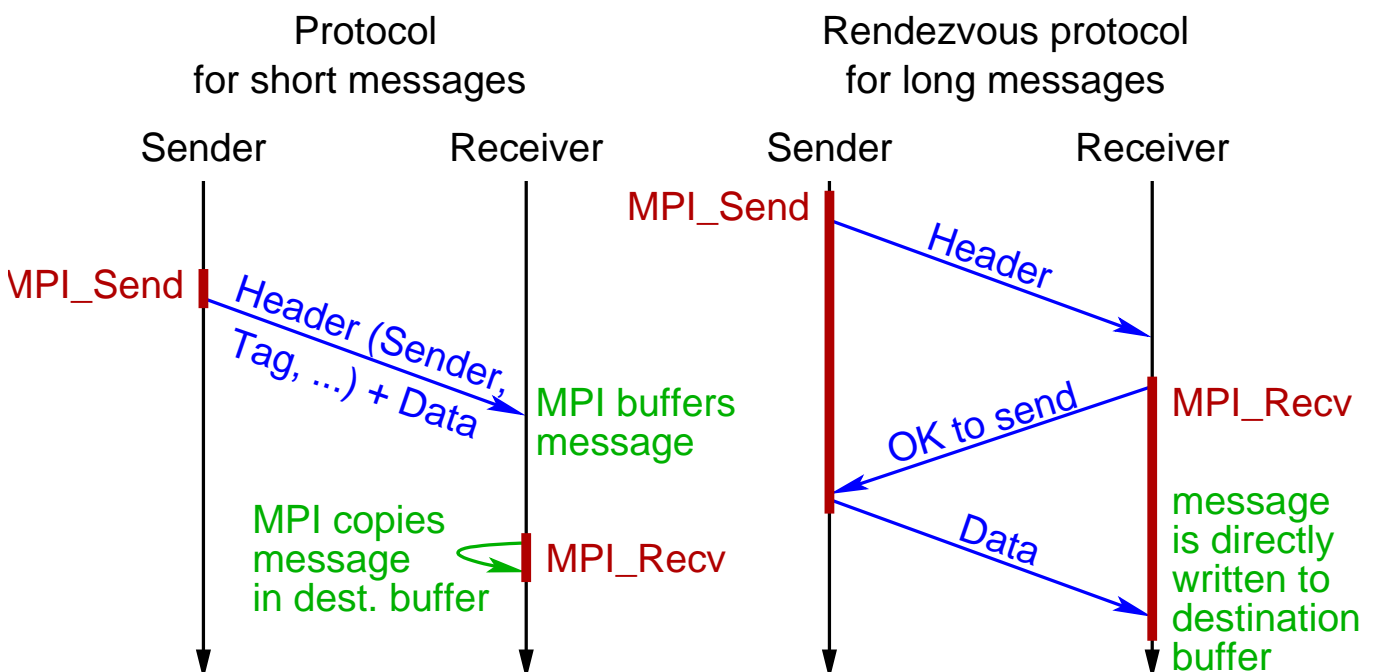 Protocol
for short messages
Sender
Receiver
MPI_Send
Header (Sender,
Tag, ...) + Data
MPI buffers
message
MPI copies
message
in dest. buffer
MPI_Recv
Rendezvous protocol
for long messages
Sender
Receiver
MPI_Send
Header
OK to send
MPI_Recv
Data
message
is directly
written to
destination
buffer